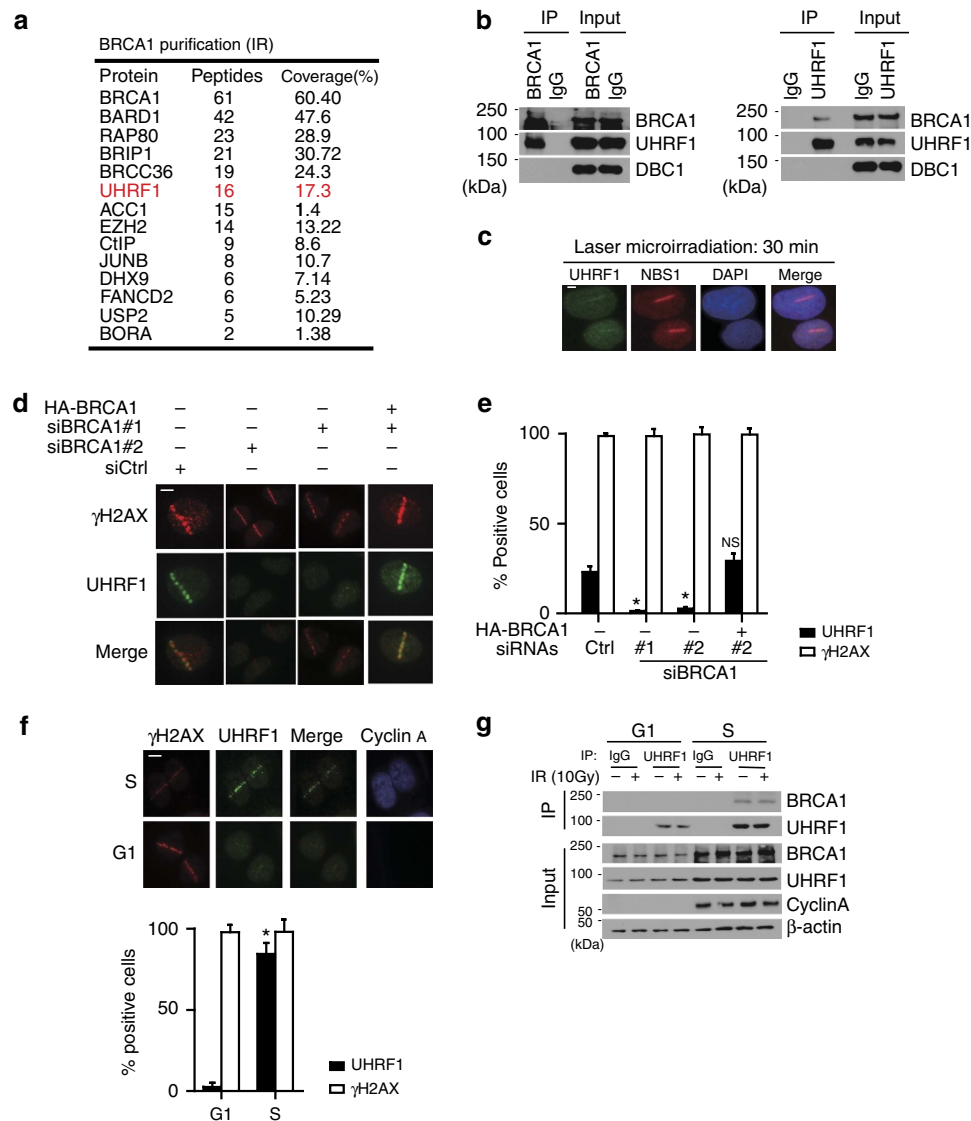 a
BRCA1 purification (IR)
Protein Peptides Coverage(%)
BRCA1 61 60.40
BARD1 42 47.6
RAP80 23 28.9
BRIP1 21 30.72
BRCC36 19 24.3
UHRF1 16 17.3
ACC1 15 1.4
EZH2 14 13.22
CtIP 9 8.6
JUNB 8 10.7
DHX9 6 7.14
FANCD2 6 5.23
USP2 5 10.29
BORA 2 1.38
b
IP Input
BRCA1 IgG BRCA1 IgG
250
BRCA1
100
UHRF1
150
DBC1
(kDa)
IP Input
IgG UHRF1 IgG UHRF1
250
BRCA1
100
UHRF1
150
DBC1
(kDa)
c
Laser microirradiation: 30 min
UHRF1 NBS1 DAPI Merge
d
HA-BRCA1 – – – +
siBRCA1#1 – – + +
siBRCA1#2 – + – –
siCtrl + – – –
γH2AX
UHRF1
Merge
e
% Positive cells
100
50
0
* * NS
HA-BRCA1 – – – +
siRNAs Ctrl #1 #2 #2
siBRCA1
UHRF1
γH2AX
f
γH2AX UHRF1 Merge Cyclin A
S
G1
% positive cells
100
50
0
*
G1 S
UHRF1
γH2AX
g
G1 S
IP: IgG UHRF1 IgG UHRF1
IR (10Gy) – + – + – + – +
IP
250
BRCA1
100
UHRF1
Input
250
BRCA1
100
UHRF1
50
CyclinA
50
β-actin
(kDa)